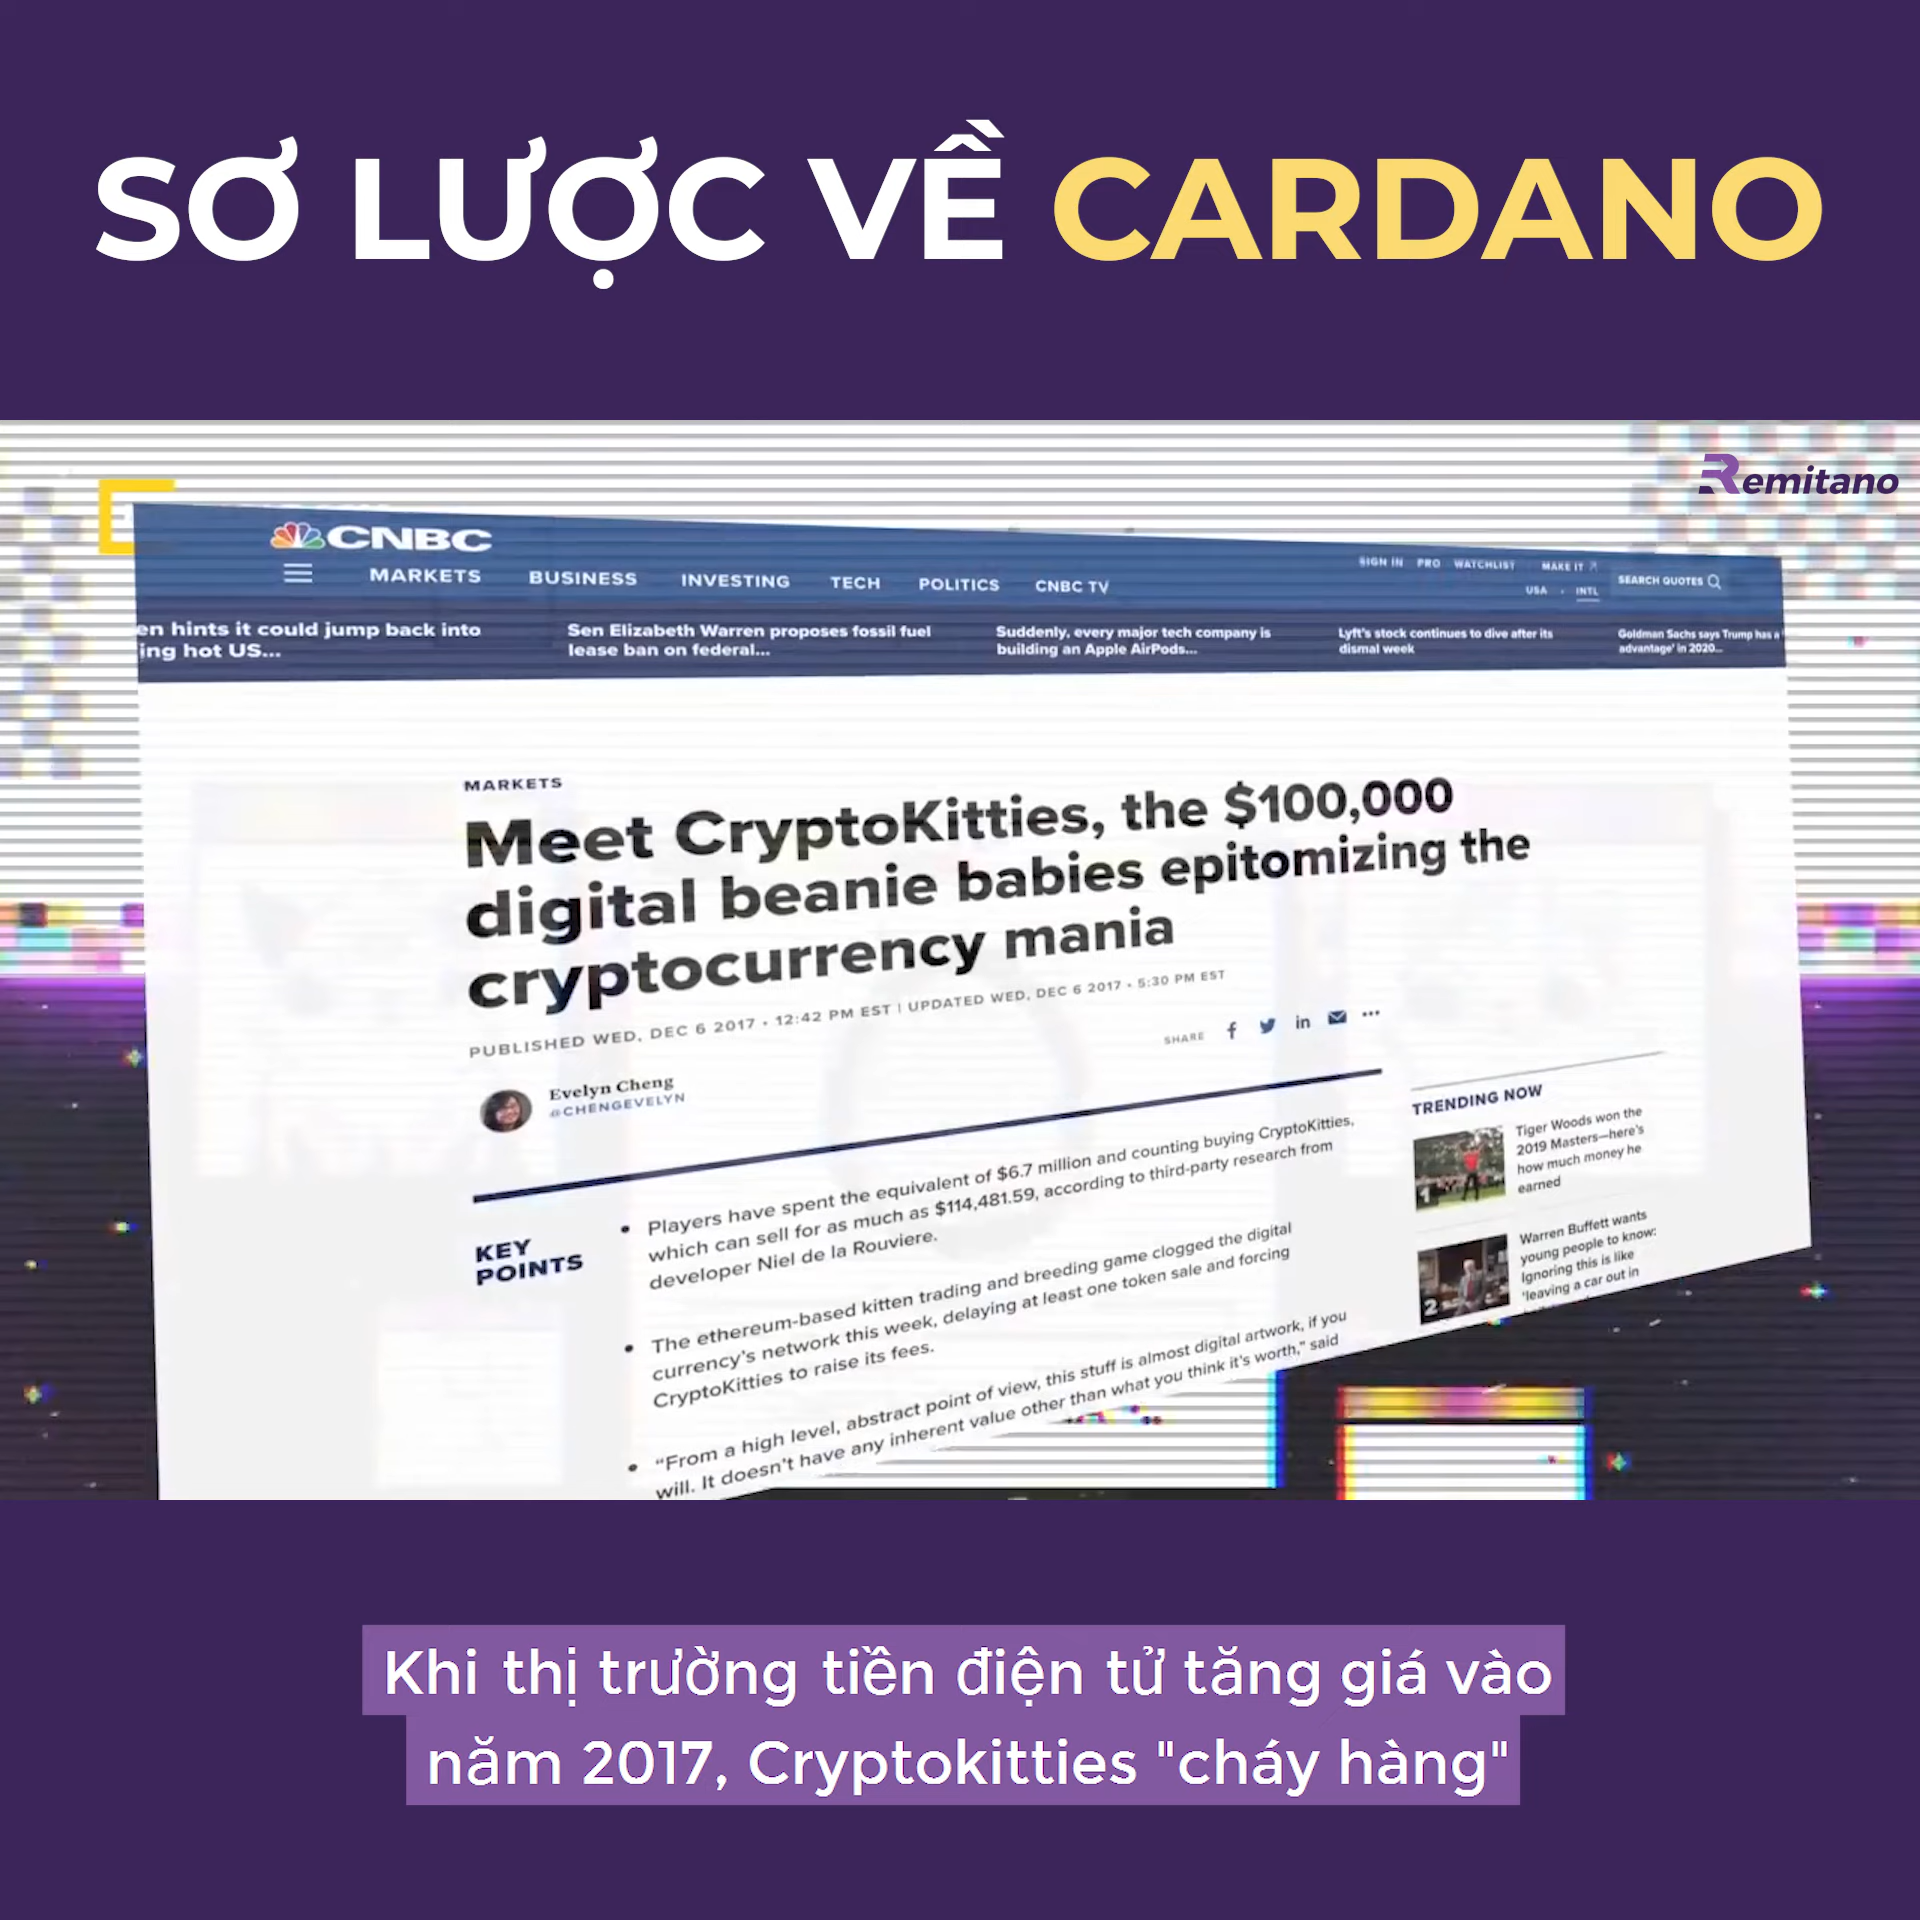 SƠ LƯỢC VỀ CARDANO
Remitano
CNBC
SIGN IN PRO WATCHLIST MAKE IT
MARKETS BUSINESS INVESTING TECH POLITICS CNBC TV
USA INTL
SEARCH QUOTES
en hints it could jump back into
ing hot US...
Sen Elizabeth Warren proposes fossil fuel
lease ban on federal...
Suddenly, every major tech company is
building an Apple AirPods...
Lyft's stock continues to dive after its
dismal week
Goldman Sachs says Trump has a
advantage' in 2020...
MARKETS
Meet CryptoKitties, the $100,000
digital beanie babies epitomizing the
cryptocurrency mania
PUBLISHED WED, DEC 6 2017 • 12:42 PM EST | UPDATED WED, DEC 6 2017 • 5:30 PM EST
SHARE
Evelyn Cheng
@CHENGEVELYN
KEY
POINTS
• Players have spent the equivalent of $6.7 million and counting buying CryptoKitties,
which can sell for as much as $114,481.59, according to third-party research from
developer Niel de la Rouviere.
• The ethereum-based kitten trading and breeding game clogged the digital
currency's network this week, delaying at least one token sale and forcing
CryptoKitties to raise its fees.
• "From a high level, abstract point of view, this stuff is almost digital artwork, if you
will. It doesn't have any inherent value other than what you think it's worth," said
TRENDING NOW
1
Tiger Woods won the
2019 Masters—here's
how much money he
earned
2
Warren Buffett wants
young people to know:
Ignoring this is like
'leaving a car out in
Khi thị trường tiền điện tử tăng giá vào
năm 2017, Cryptokitties "cháy hàng"